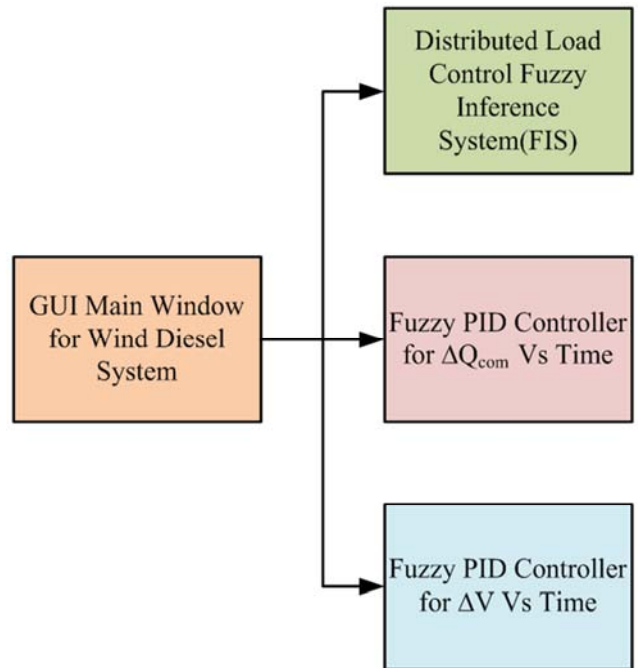 Distributed Load
Control Fuzzy
Inference
System(FIS)
GUI Main Window
for Wind Diesel
System
Fuzzy PID Controller
for ΔQcom Vs Time
Fuzzy PID Controller
for ΔV Vs Time